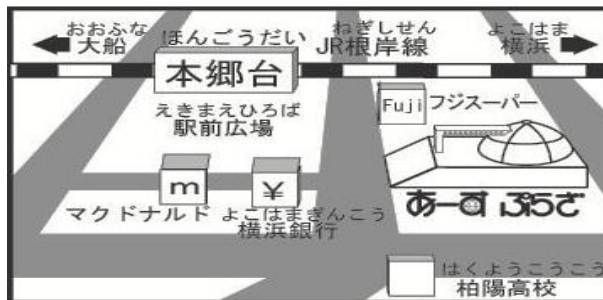 おおふな
大船
ほんごうだい
本郷台
ねぎしせん
JR根岸線
よこはま
横浜
えきまえひろば
駅前広場
Fuji
フジスーパー
m
マクドナルド
¥
よこはまぎんこう
横浜銀行
あーすぷらざ
はくようこうこう
柏陽高校